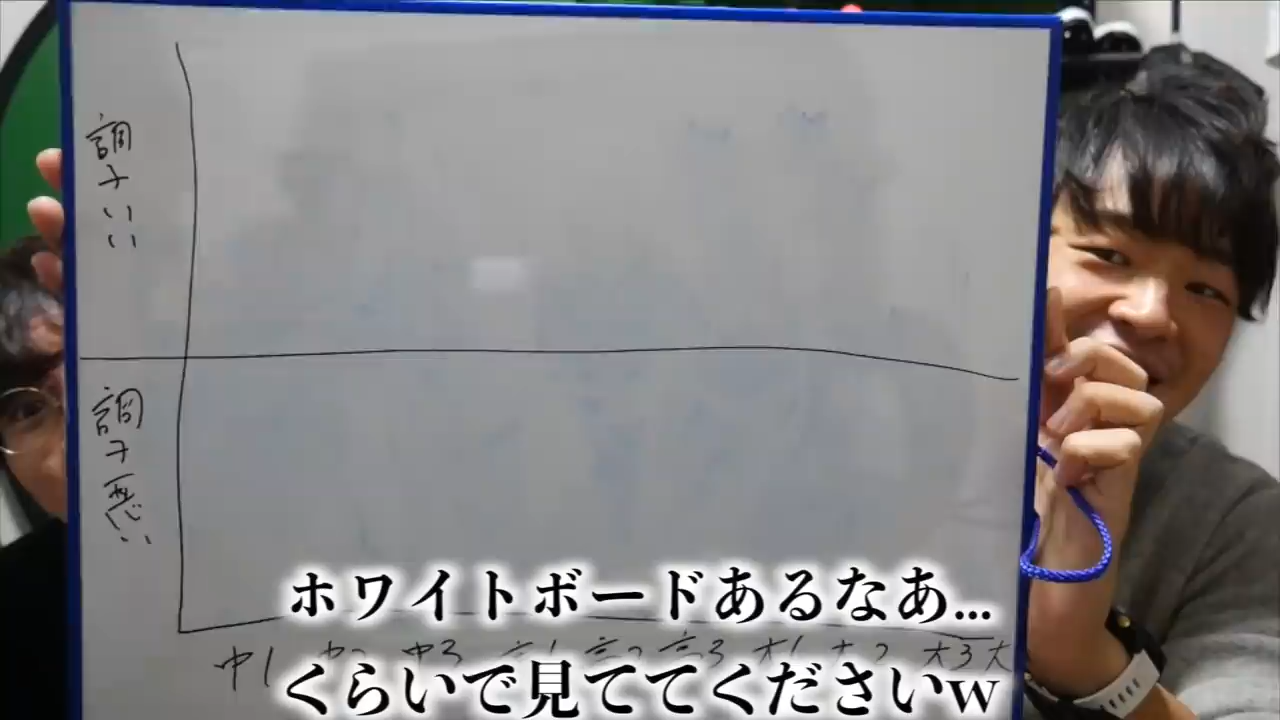 調子いい
調子悪い
ホワイトボードあるなあ...
中1 中2 中3 高1 高2 高3 大1 大2 大3 大
くらいで見ててくださいw